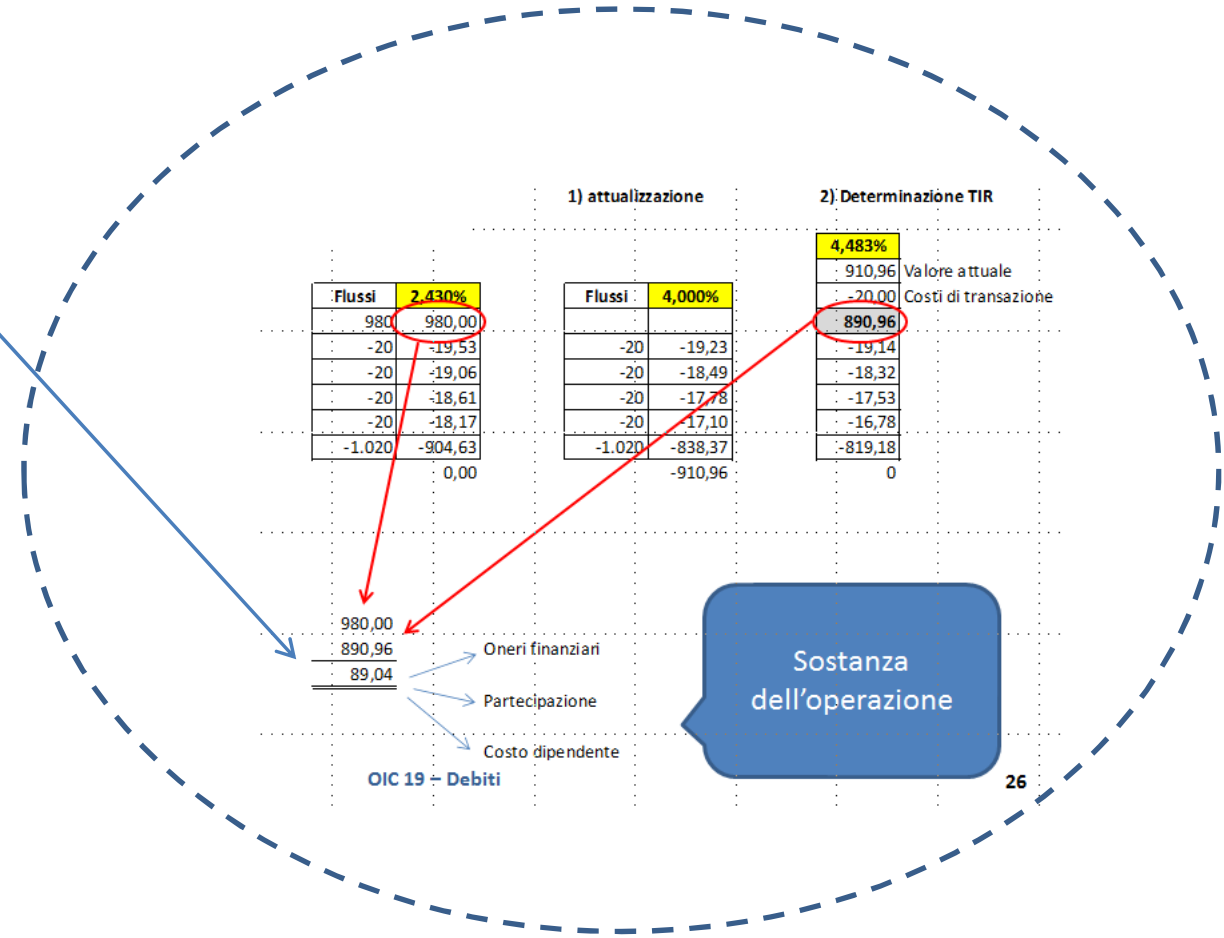 1) attualizzazione 2) Determinazione TIR
4,483%
910,96 Valore attuale
Flussi 2,430% Flussi 4,000% -20,00 Costi di transazione
980 980,00 890,96
-20 -19,53 -20 -19,23 -19,14
-20 -19,06 -20 -18,49 -18,32
-20 -18,61 -20 -17,78 -17,53
-20 -18,17 -20 -17,10 -16,78
-1.020 -904,63 -1.020 -838,37 -819,18
0,00 -910,96 0
980,00
890,96 Oneri finanziari
89,04
Partecipazione
Costo dipendente
Sostanza
dell'operazione
OIC 19 – Debiti 26